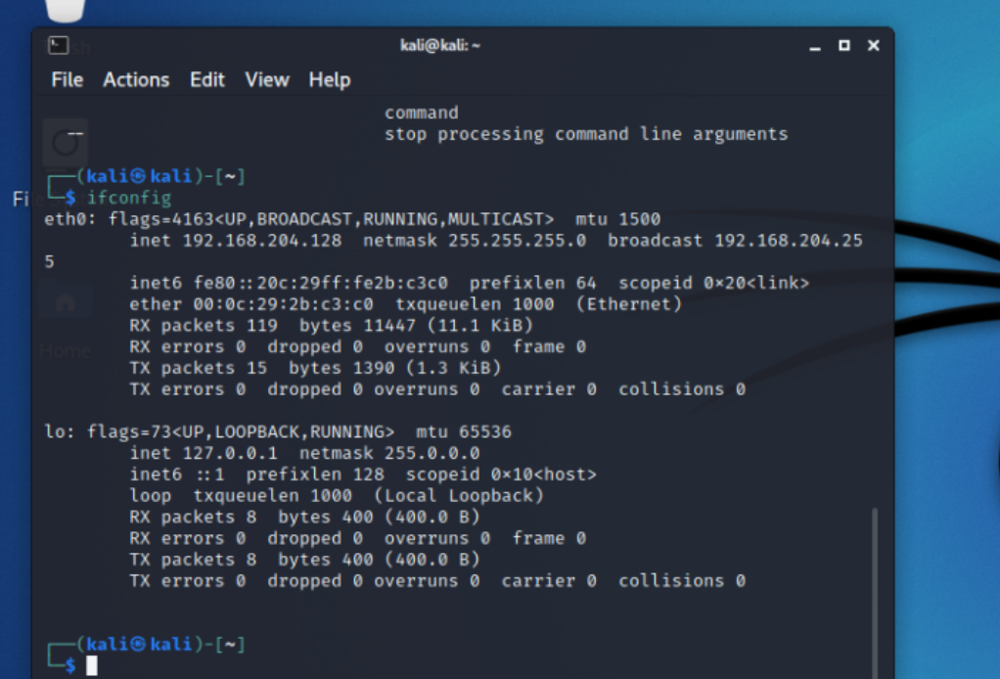 kali@kali: ~
File Actions Edit View Help
command
-- stop processing command line arguments
┌──(kali㉿kali)-[~]
└─$ ifconfig
eth0: flags=4163<UP,BROADCAST,RUNNING,MULTICAST>  mtu 1500
        inet 192.168.204.128  netmask 255.255.255.0  broadcast 192.168.204.25
5
        inet6 fe80::20c:29ff:fe2b:c3c0  prefixlen 64  scopeid 0×20<link>
        ether 00:0c:29:2b:c3:c0  txqueuelen 1000  (Ethernet)
        RX packets 119  bytes 11447 (11.1 KiB)
        RX errors 0  dropped 0  overruns 0  frame 0
        TX packets 15  bytes 1390 (1.3 KiB)
        TX errors 0  dropped 0 overruns 0  carrier 0  collisions 0
lo: flags=73<UP,LOOPBACK,RUNNING>  mtu 65536
        inet 127.0.0.1  netmask 255.0.0.0
        inet6 ::1  prefixlen 128  scopeid 0×10<host>
        loop  txqueuelen 1000  (Local Loopback)
        RX packets 8  bytes 400 (400.0 B)
        RX errors 0  dropped 0  overruns 0  frame 0
        TX packets 8  bytes 400 (400.0 B)
        TX errors 0  dropped 0 overruns 0  carrier 0  collisions 0
┌──(kali㉿kali)-[~]
└─$
Home